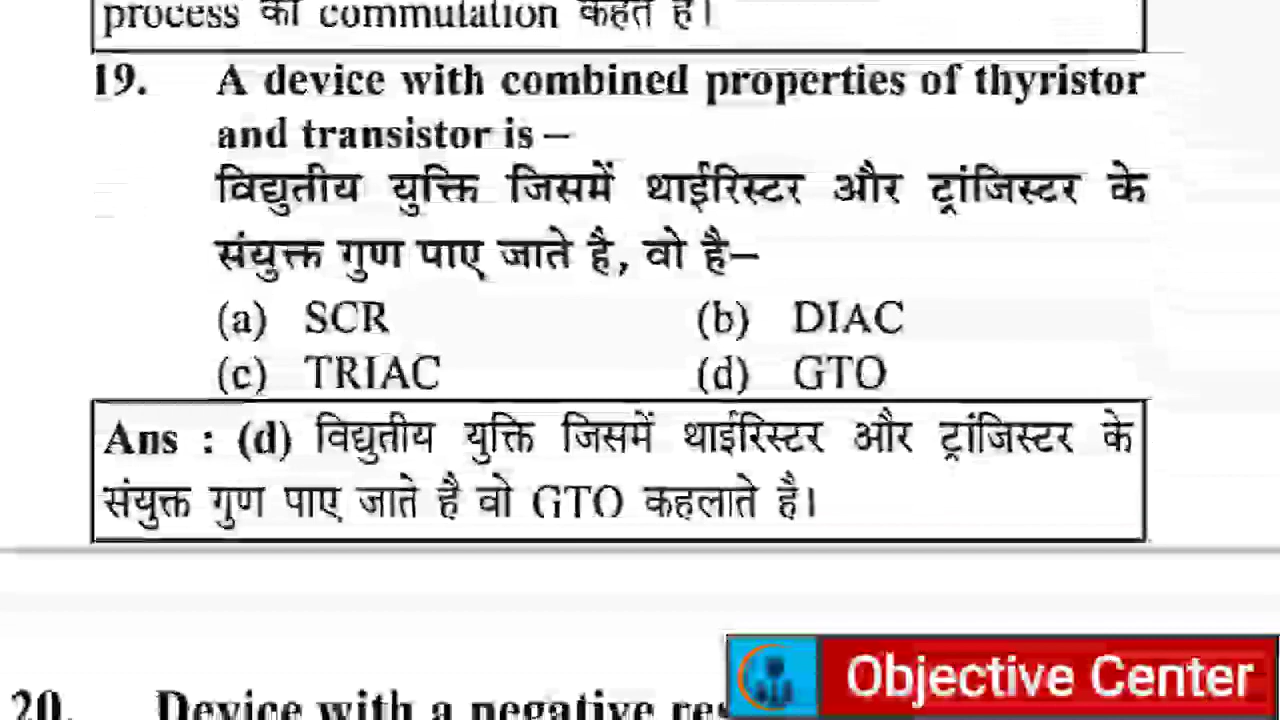 process को commutation कहते हैं।
19. A device with combined properties of thyristor
and transistor is –
विद्युतीय युक्ति जिसमें थाईरिस्टर और ट्रांजिस्टर के
संयुक्त गुण पाए जाते है, वो है–
(a) SCR (b) DIAC
(c) TRIAC (d) GTO
Ans : (d) विद्युतीय युक्ति जिसमें थाईरिस्टर और ट्रांजिस्टर के
संयुक्त गुण पाए जाते है वो GTO कहलाते है।
20. Device with a negative
Objective Center